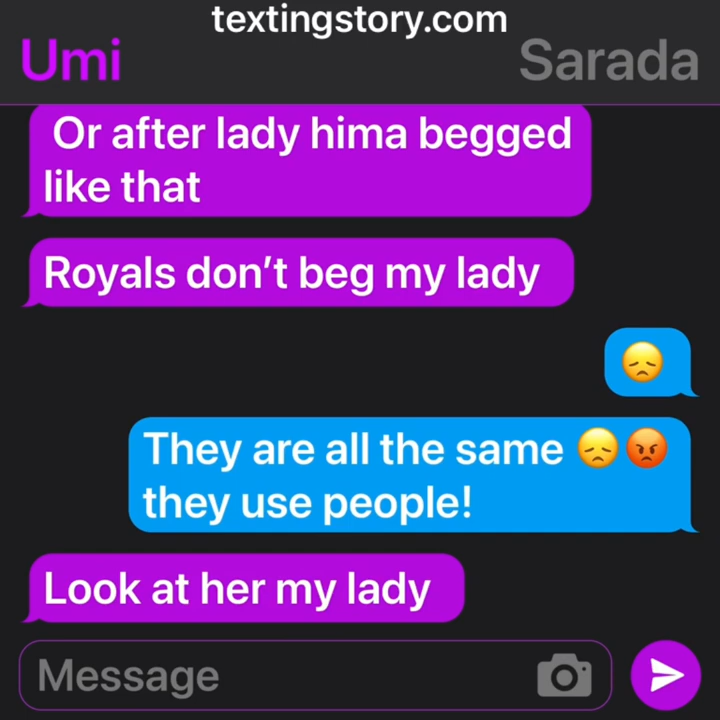 textingstory.com
Umi
Sarada
Or after lady hima begged
like that
Royals don't beg my lady
😞
They are all the same 😞😡
they use people!
Look at her my lady
Message